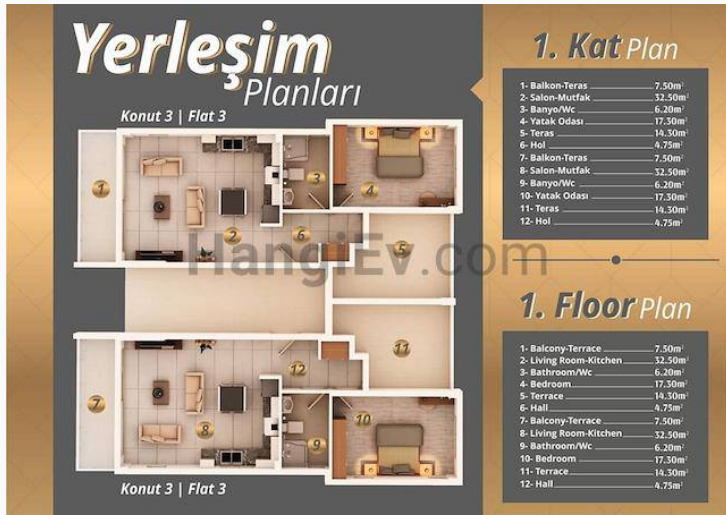 Yerleşim
Planları
Konut 3 | Flat 3
1
2
3
4
5
6
HangiEv.com
7
8
9
10
11
12
Konut 3 | Flat 3
1. Kat Plan
1- Balkon-Teras 7.50m²
2- Salon-Mutfak 32.50m²
3- Banyo/Wc 6.20m²
4- Yatak Odası 17.30m²
5- Teras 14.30m²
6- Hol 4.75m²
7- Balkon-Teras 7.50m²
8- Salon-Mutfak 32.50m²
9- Banyo/Wc 6.20m²
10- Yatak Odası 17.30m²
11- Teras 14.30m²
12- Hol 4.75m²
1. Floor Plan
1- Balcony-Terrace 7.50m²
2- Living Room-Kitchen 32.50m²
3- Bathroom/Wc 6.20m²
4- Bedroom 17.30m²
5- Terrace 14.30m²
6- Hall 4.75m²
7- Balcony-Terrace 7.50m²
8- Living Room-Kitchen 32.50m²
9- Bathroom/Wc 6.20m²
10- Bedroom 17.30m²
11- Terrace 14.30m²
12- Hall 4.75m²